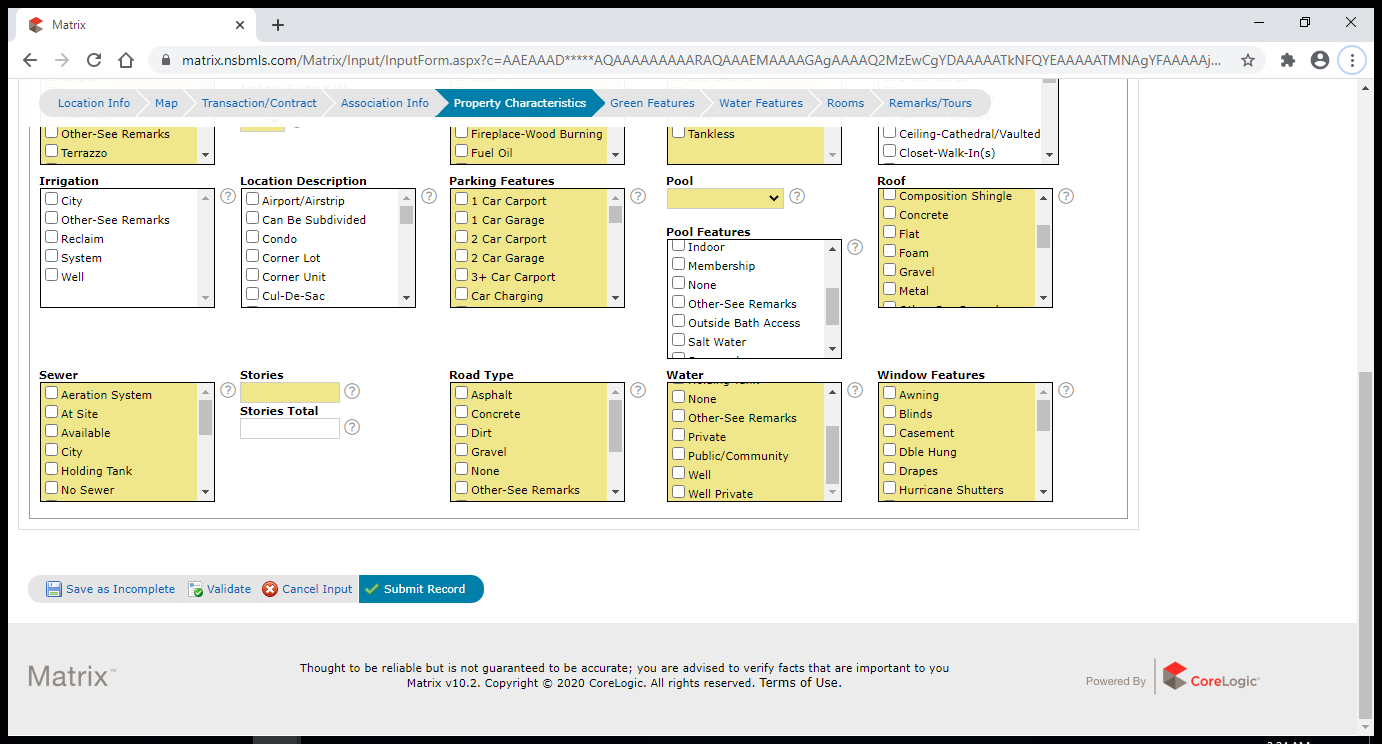 Matrix
matrix.nsbmls.com/Matrix/Input/InputForm.aspx?c=AAEAAAD*****AQAAAAAAAAARAQAAAEMAAAAGAgAAAAQ2MzEwCgYDAAAAATkNFQYEAAAAATMNAgYFAAAAAj...
Location Info
Map
Transaction/Contract
Association Info
Property Characteristics
Green Features
Water Features
Rooms
Remarks/Tours
Other-See Remarks
Terrazzo
Fireplace-Wood Burning
Fuel Oil
Tankless
Ceiling-Cathedral/Vaulted
Closet-Walk-In(s)
Irrigation
City
Other-See Remarks
Reclaim
System
Well
Location Description
Airport/Airstrip
Can Be Subdivided
Condo
Corner Lot
Corner Unit
Cul-De-Sac
Parking Features
1 Car Carport
1 Car Garage
2 Car Carport
2 Car Garage
3+ Car Carport
Car Charging
Pool
Pool Features
Indoor
Membership
None
Other-See Remarks
Outside Bath Access
Salt Water
Roof
Composition Shingle
Concrete
Flat
Foam
Gravel
Metal
Sewer
Aeration System
At Site
Available
City
Holding Tank
No Sewer
Stories
Stories Total
Road Type
Asphalt
Concrete
Dirt
Gravel
None
Other-See Remarks
Water
None
Other-See Remarks
Private
Public/Community
Well
Well Private
Window Features
Awning
Blinds
Casement
Dble Hung
Drapes
Hurricane Shutters
Save as Incomplete
Validate
Cancel Input
Submit Record
Matrix™
Thought to be reliable but is not guaranteed to be accurate; you are advised to verify facts that are important to you
Matrix v10.2. Copyright © 2020 CoreLogic. All rights reserved. Terms of Use.
Powered By
CoreLogic